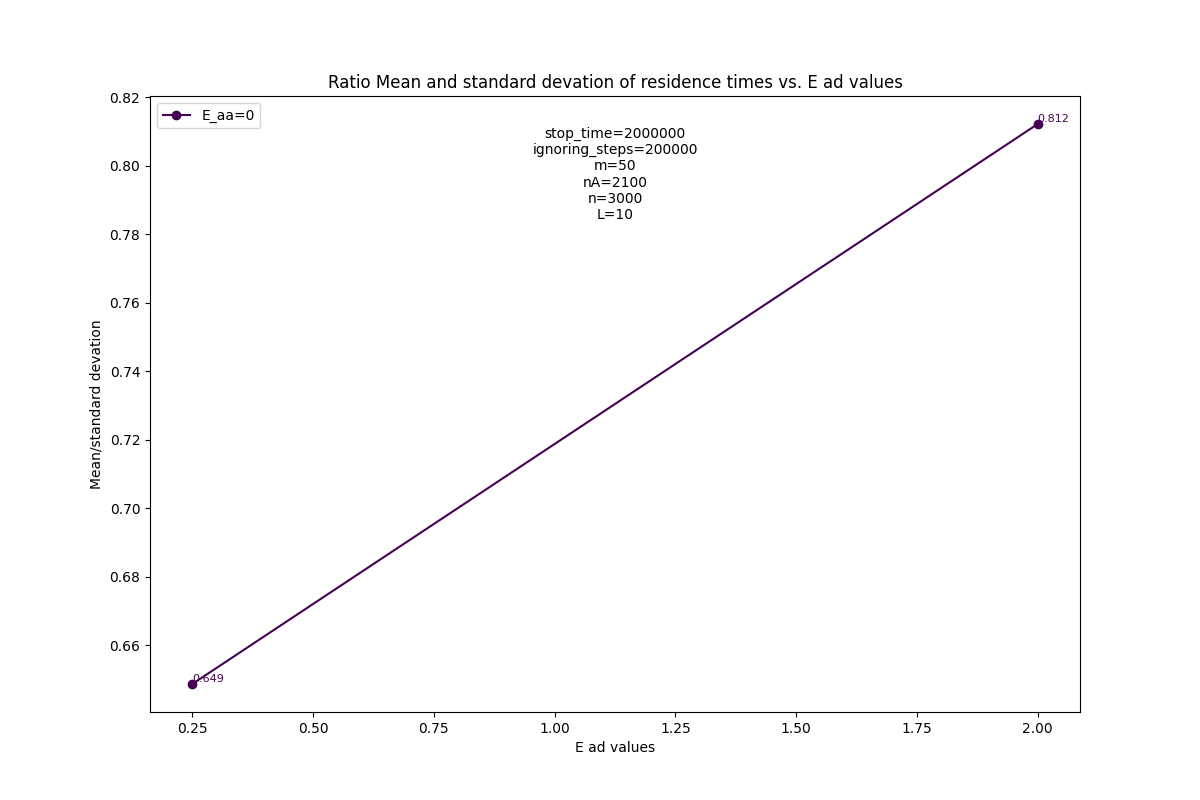 Ratio Mean and standard devation of residence times vs. E ad values
E_aa=0
stop_time=2000000
ignoring_steps=200000
m=50
nA=2100
n=3000
L=10
0.812
0.649
Mean/standard devation
0.82
0.80
0.78
0.76
0.74
0.72
0.70
0.68
0.66
0.25
0.50
0.75
1.00
1.25
1.50
1.75
2.00
E ad values